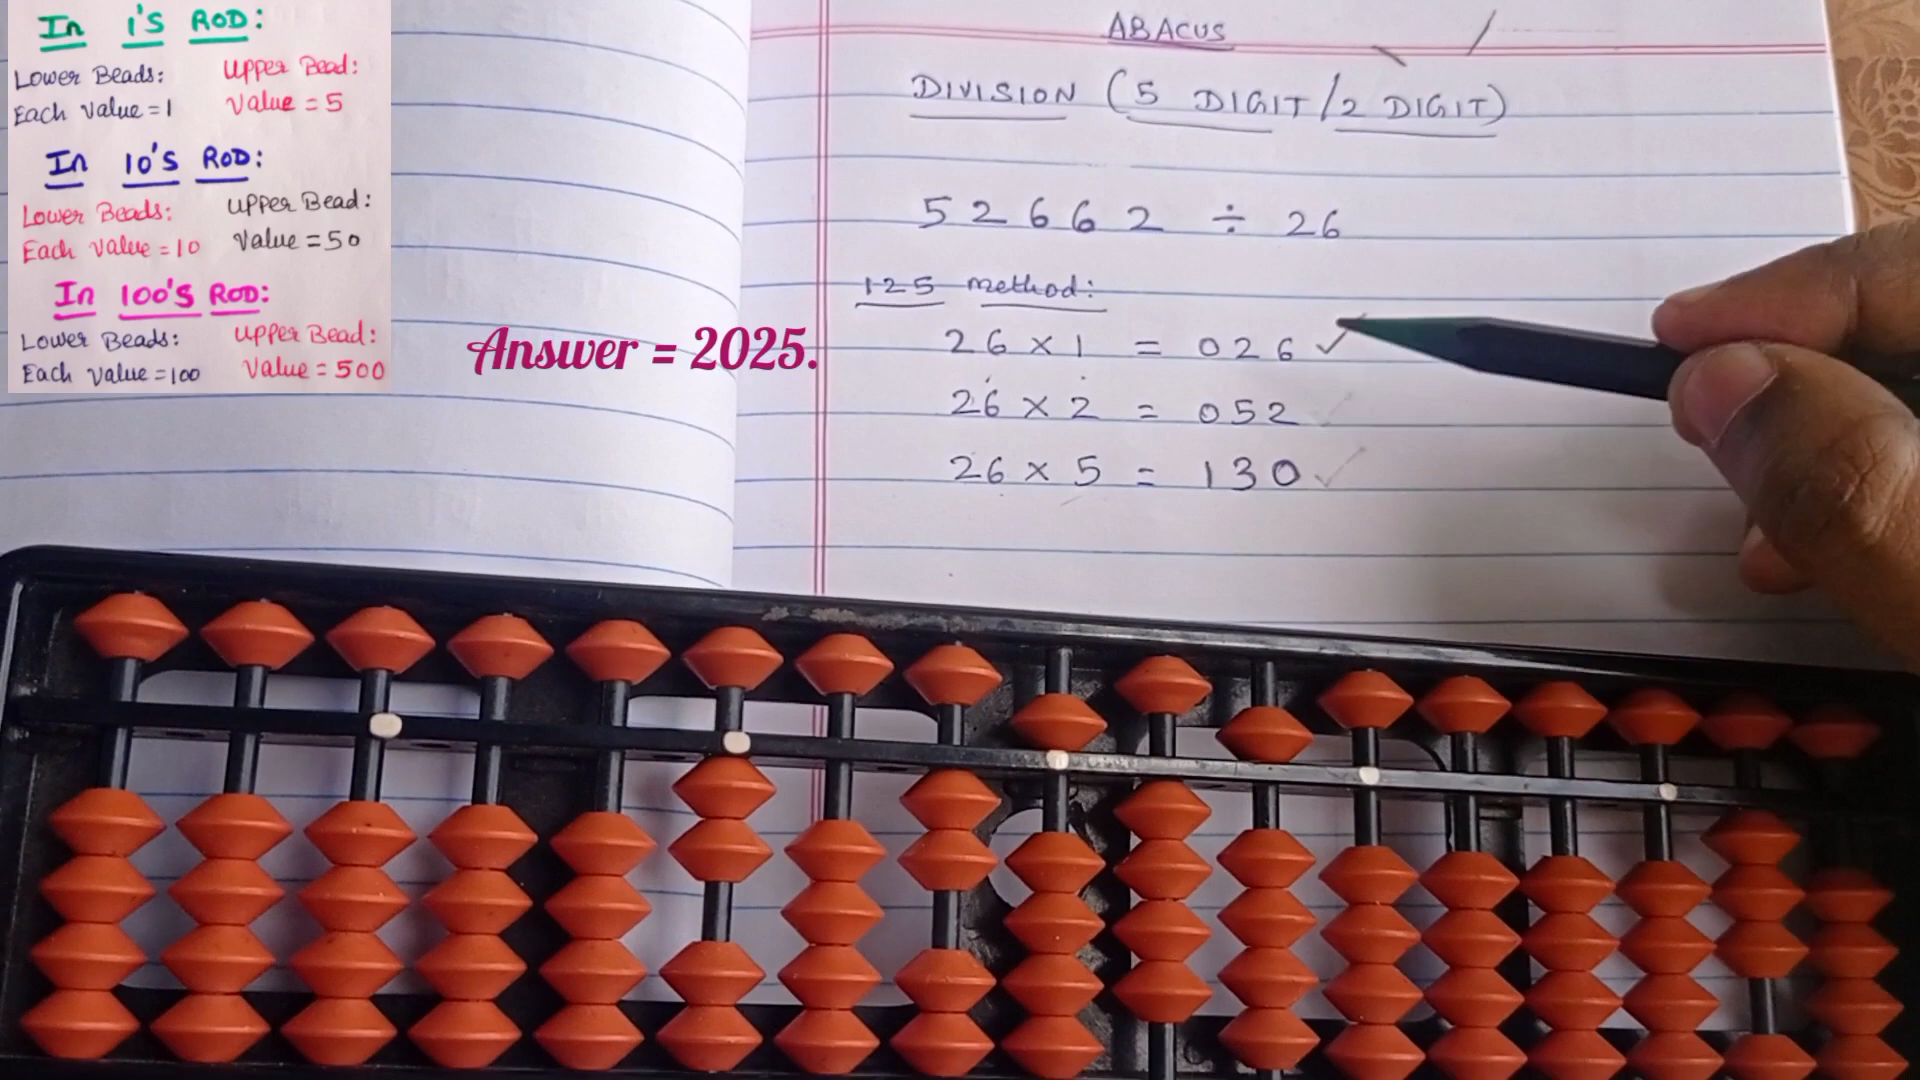 In 1'S ROD:
Lower Beads: Upper Bead:
Each Value = 1 Value = 5
In 10'S ROD:
Lower Beads: Upper Bead:
Each Value = 10 Value = 50
In 100'S ROD:
Lower Beads: Upper Bead:
Each Value = 100 Value = 500
Answer = 2025.
ABACUS
DIVISION (5 DIGIT / 2 DIGIT)
52662 ÷ 26
125 method:
26 × 1 = 026 ✓
26 × 2 = 052 ✓
26 × 5 = 130 ✓